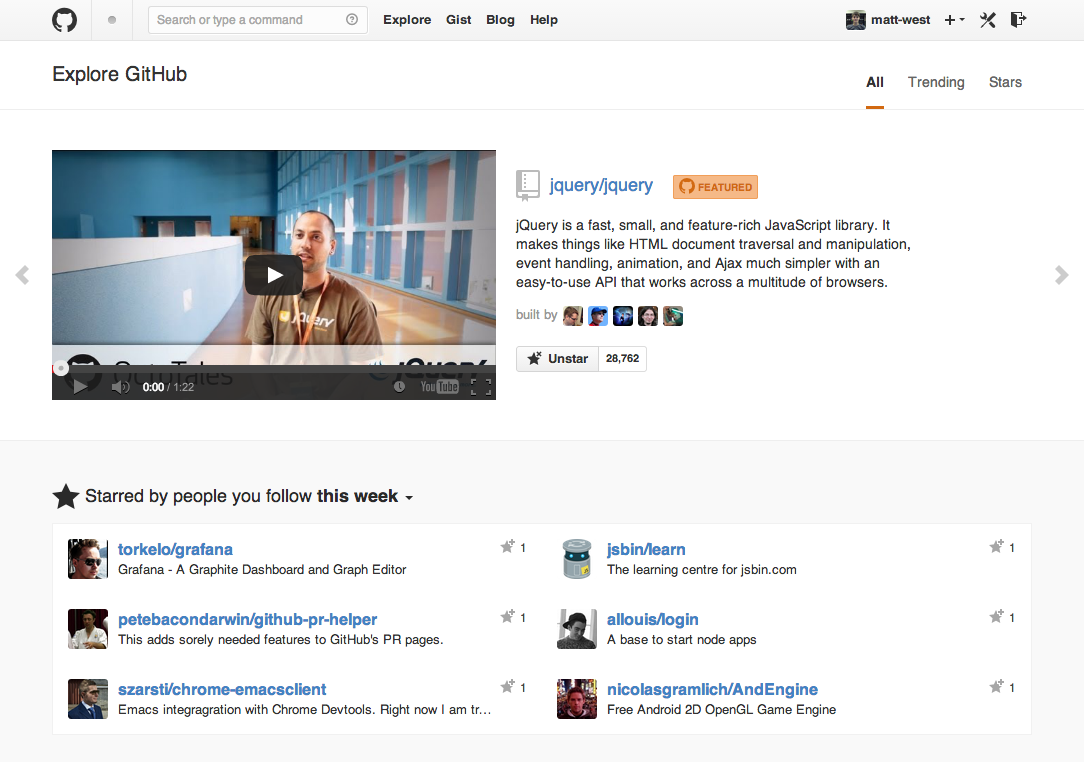 Search or type a command
Explore Gist Blog Help
matt-west
Explore GitHub
All Trending Stars
jQuery
OctoTales
jQuery
0:00 / 1:22
YouTube
jquery/jquery
FEATURED
jQuery is a fast, small, and feature-rich JavaScript library. It
makes things like HTML document traversal and manipulation,
event handling, animation, and Ajax much simpler with an
easy-to-use API that works across a multitude of browsers.
built by
Unstar 28,762
Starred by people you follow this week
torkelo/grafana 1
Grafana - A Graphite Dashboard and Graph Editor
jsbin/learn 1
The learning centre for jsbin.com
petebacondarwin/github-pr-helper 1
This adds sorely needed features to GitHub's PR pages.
allouis/login 1
A base to start node apps
szarsti/chrome-emacsclient 1
Emacs integragration with Chrome Devtools. Right now I am tr…
nicolasgramlich/AndEngine 1
Free Android 2D OpenGL Game Engine